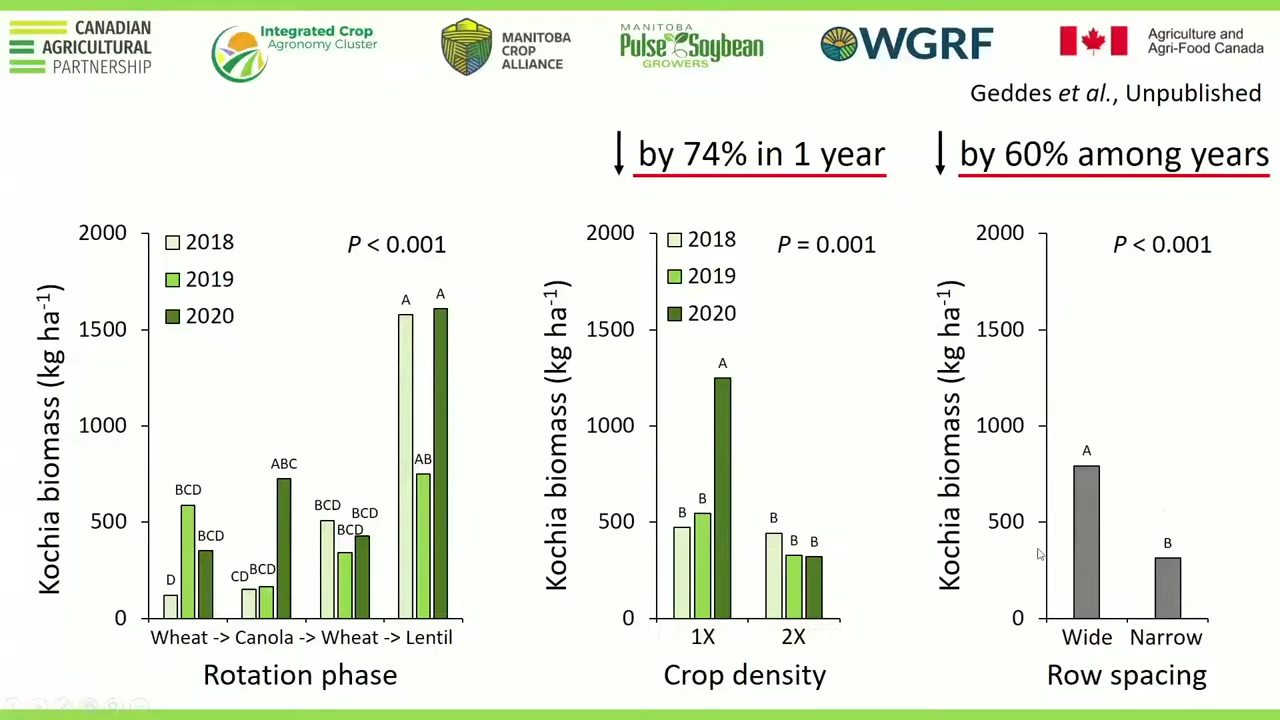 CANADIAN
AGRICULTURAL
PARTNERSHIP
Integrated Crop
Agronomy Cluster
MANITOBA
CROP
ALLIANCE
MANITOBA
Pulse Soybean
GROWERS
WGRF
Agriculture and
Agri-Food Canada
Geddes et al., Unpublished
↓ by 74% in 1 year
↓ by 60% among years
Kochia biomass (kg ha-1)
2000
1500
1000
500
0
2018
2019
2020
P < 0.001
D
BCD
BCD
CD
BCD
ABC
BCD
BCD
BCD
A
AB
A
Wheat -> Canola -> Wheat -> Lentil
Rotation phase
Kochia biomass (kg ha-1)
2000
1500
1000
500
0
2018
2019
2020
P = 0.001
B
B
A
B
B
B
1X
2X
Crop density
Kochia biomass (kg ha-1)
2000
1500
1000
500
0
P < 0.001
A
B
Wide
Narrow
Row spacing